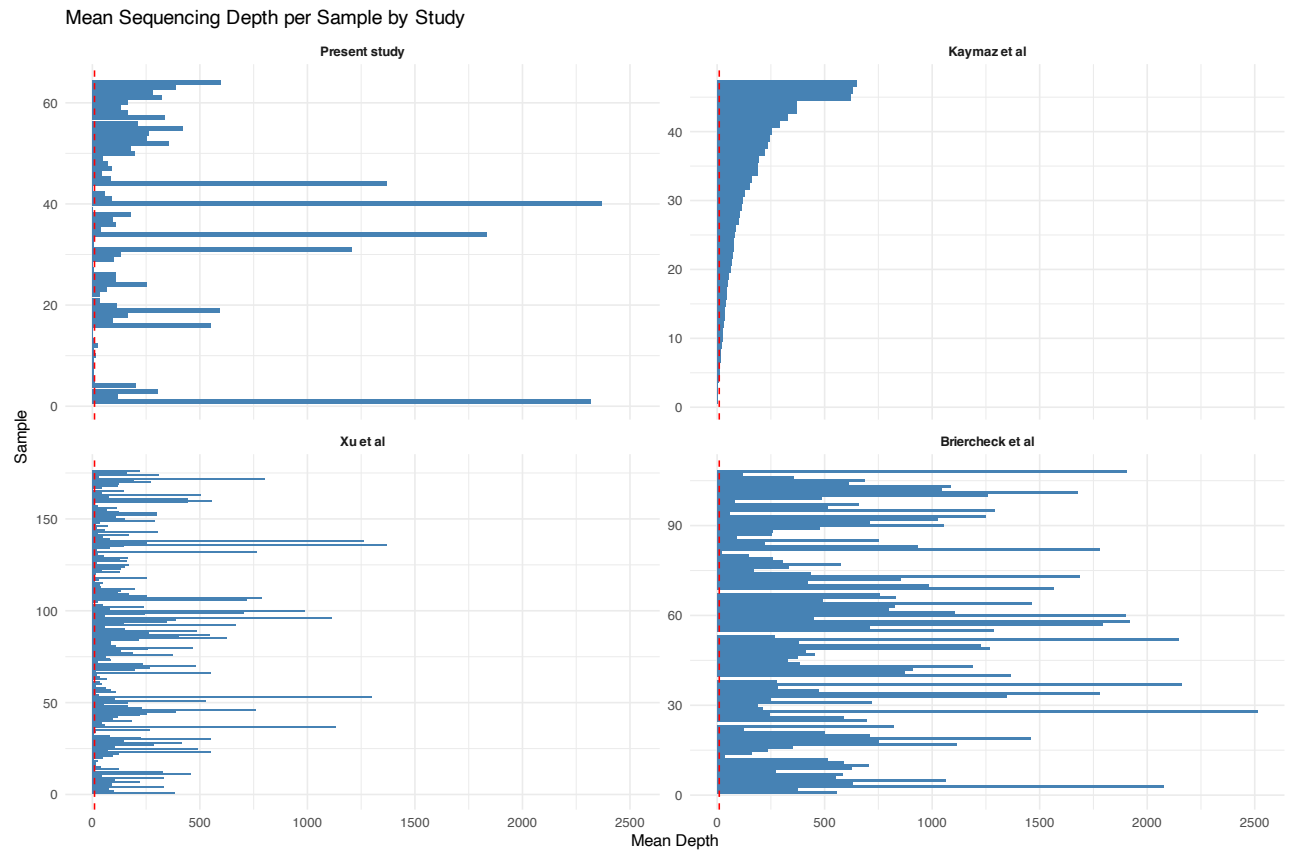 Mean Sequencing Depth per Sample by Study
Present study
Kaymaz et al
60
40
20
0
40
30
20
10
0
Sample
Xu et al
Briercheck et al
150
100
50
0
90
60
30
0
0 500 1000 1500 2000 2500
0 500 1000 1500 2000 2500
Mean Depth